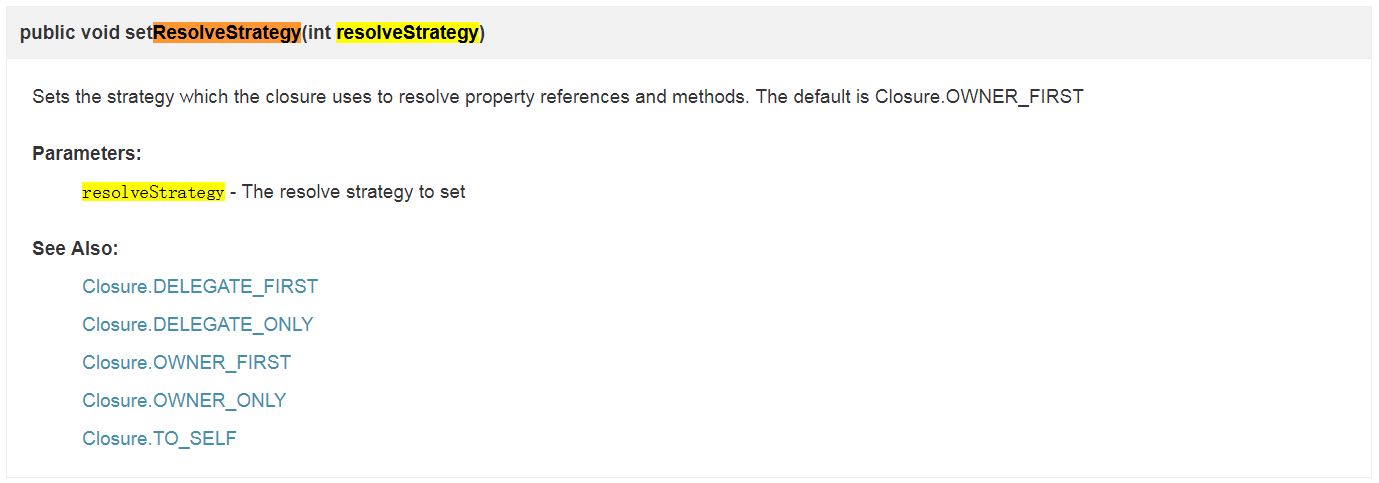 public void setResolveStrategy(int resolveStrategy)
Sets the strategy which the closure uses to resolve property references and methods. The default is Closure.OWNER_FIRST
Parameters:
resolveStrategy - The resolve strategy to set
See Also:
Closure.DELEGATE_FIRST
Closure.DELEGATE_ONLY
Closure.OWNER_FIRST
Closure.OWNER_ONLY
Closure.TO_SELF